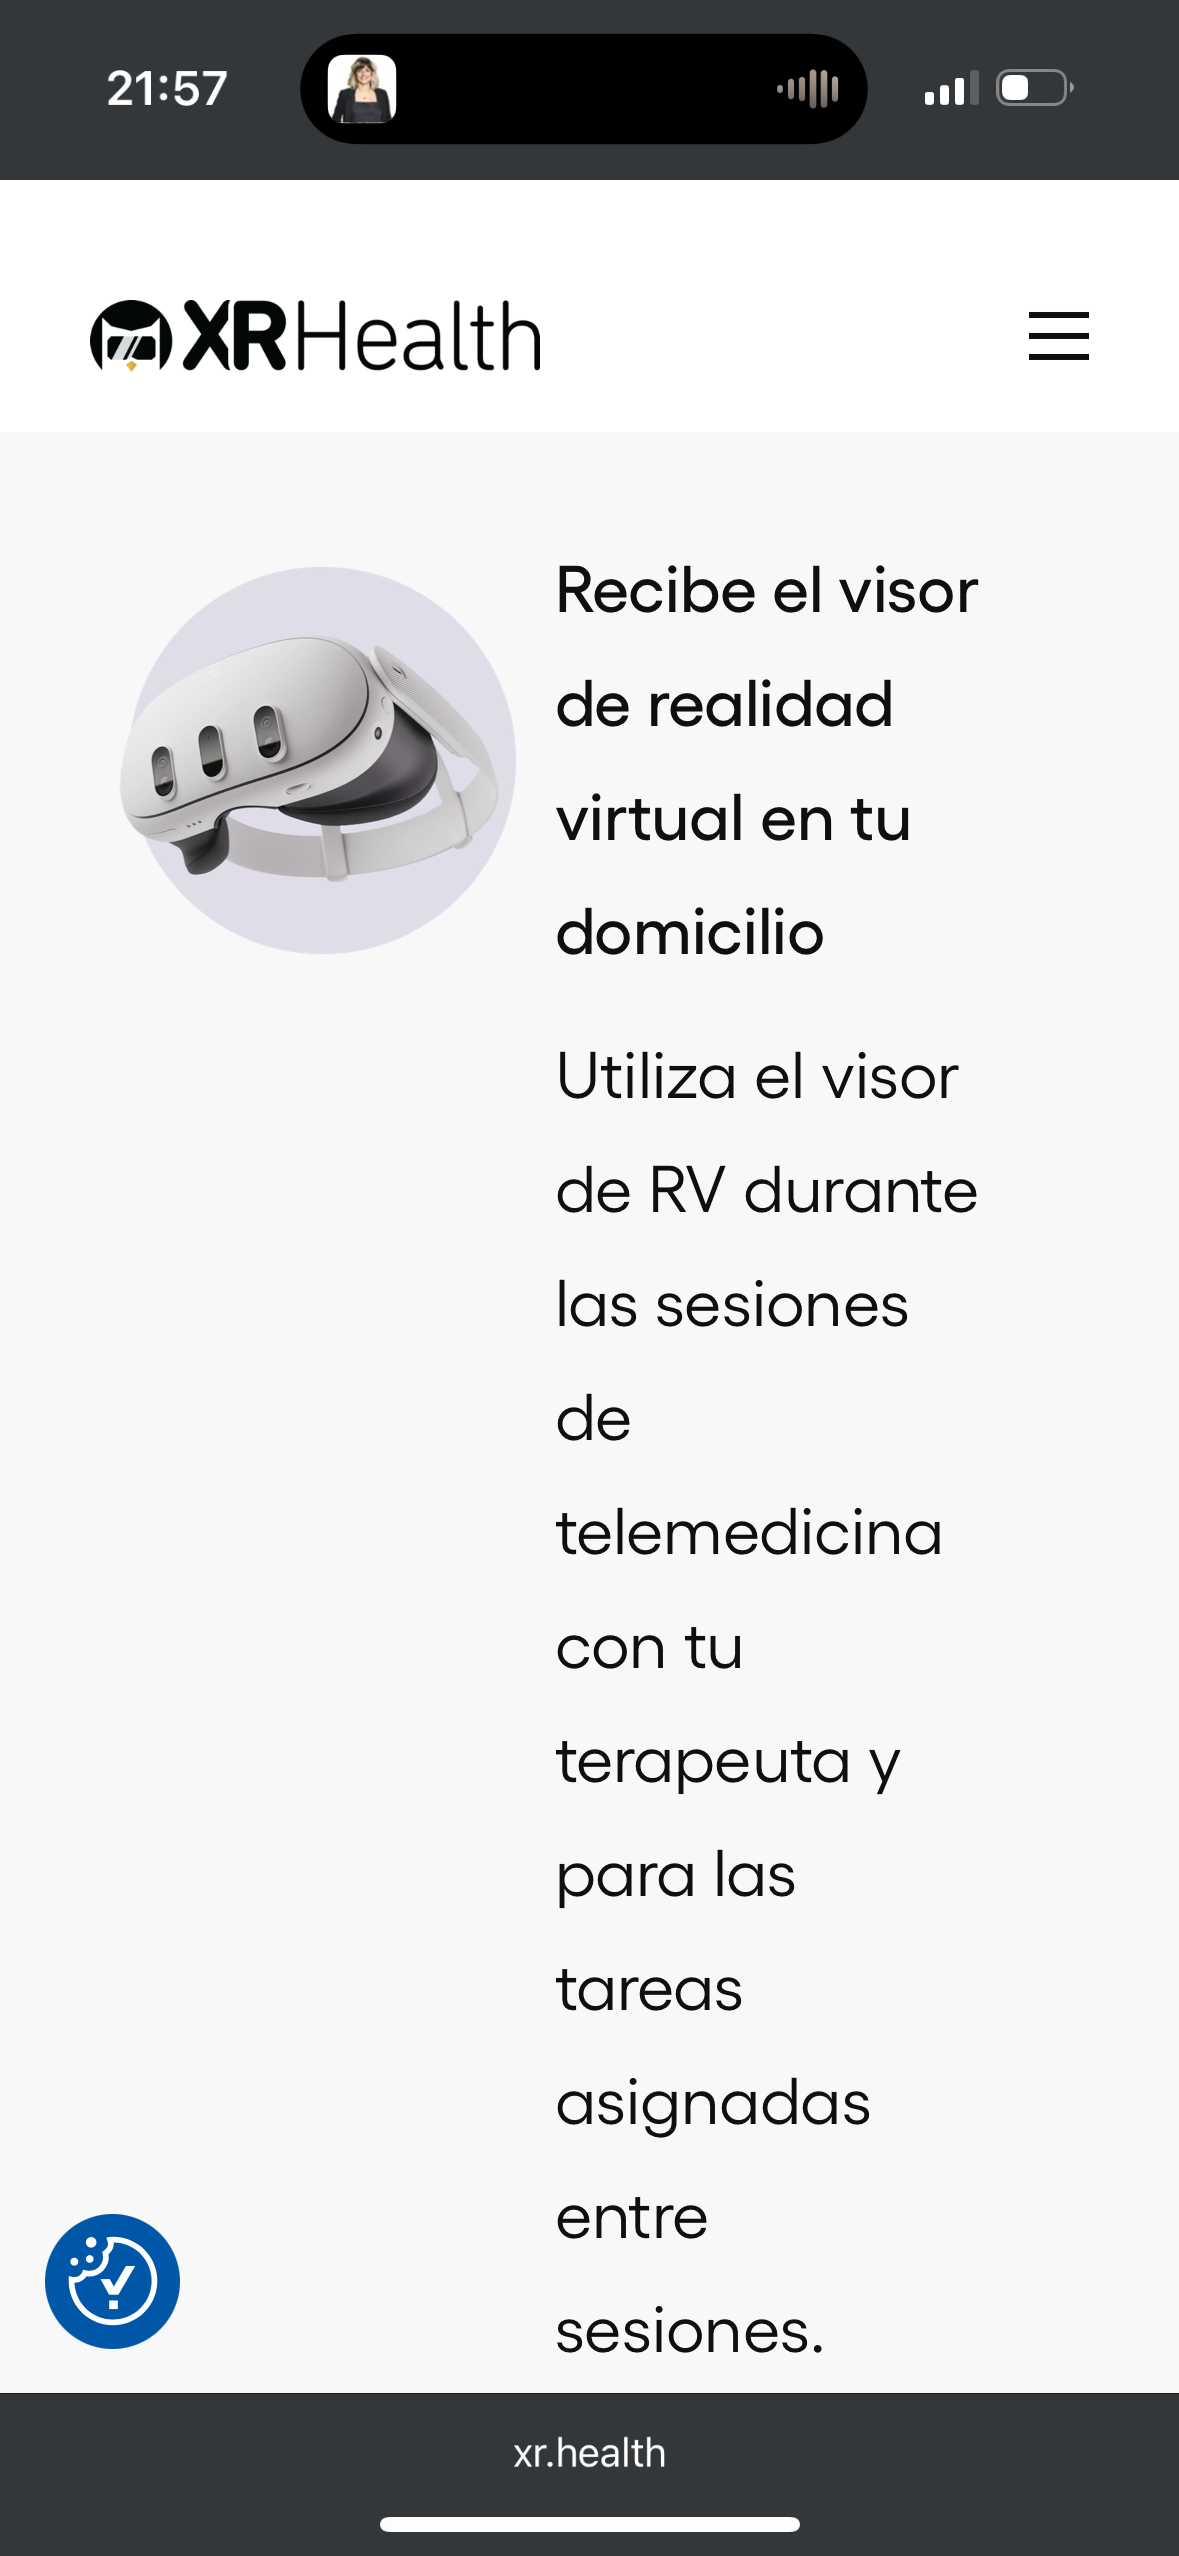 21:57
XRHealth
Recibe el visor
de realidad
virtual en tu
domicilio
Utiliza el visor
de RV durante
las sesiones
de
telemedicina
con tu
terapeuta y
para las
tareas
asignadas
entre
sesiones.
xr.health